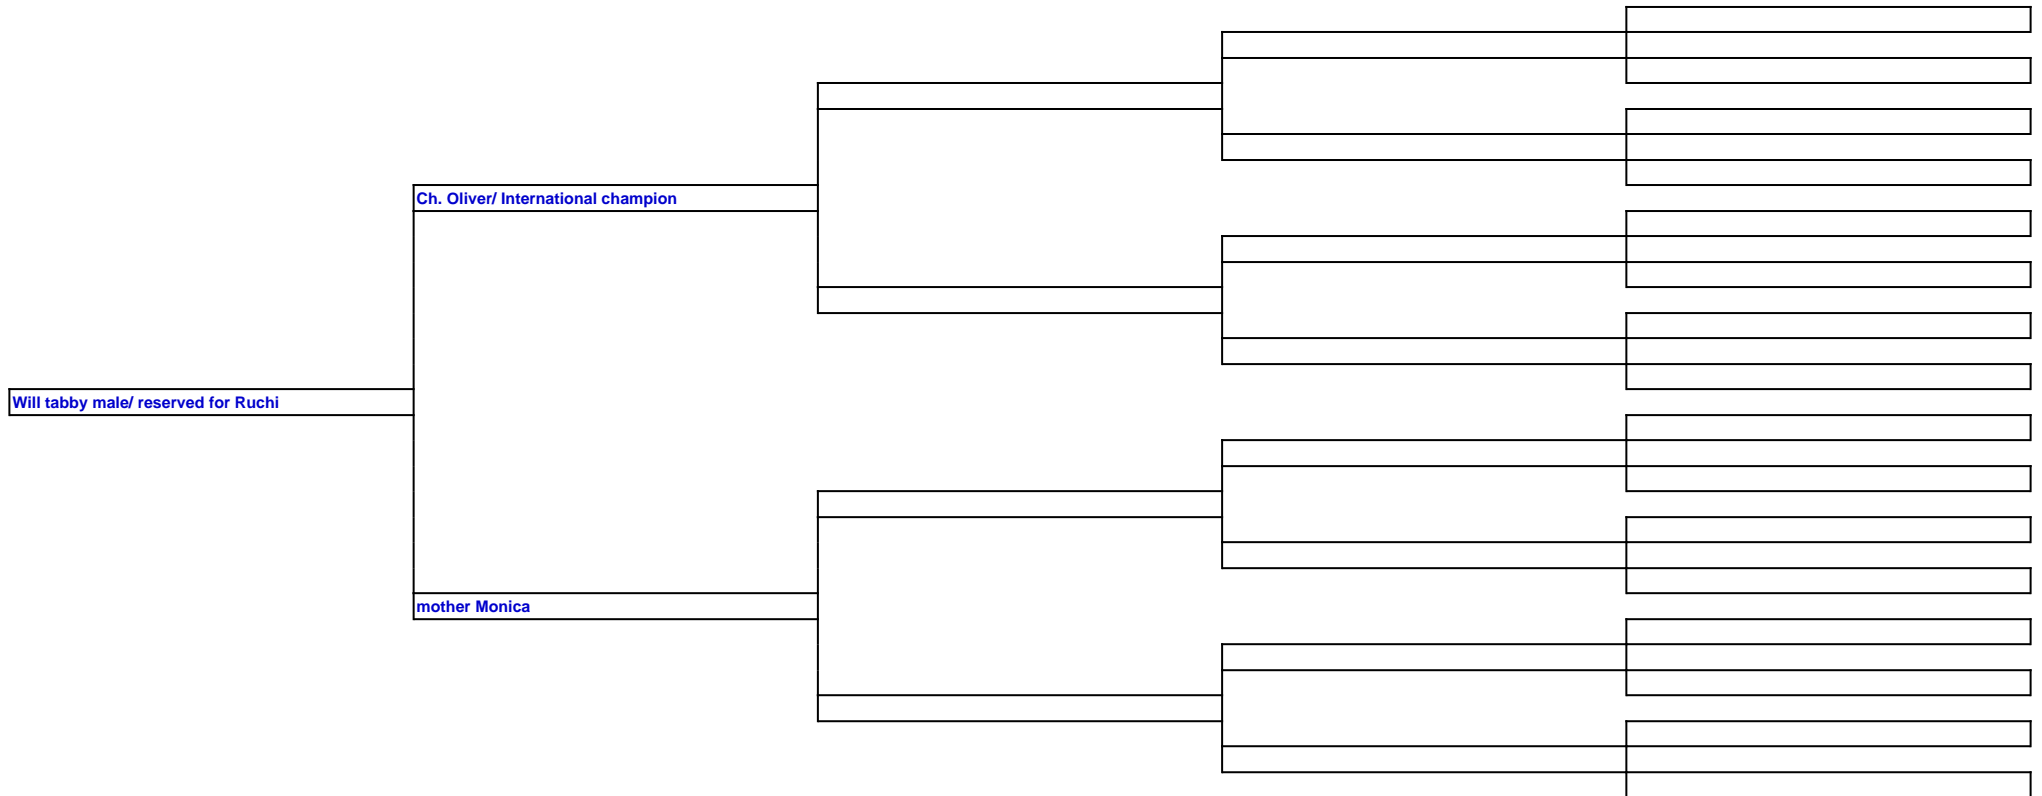 Ch. Oliver/ International champion
Will tabby male/ reserved for Ruchi
mother Monica